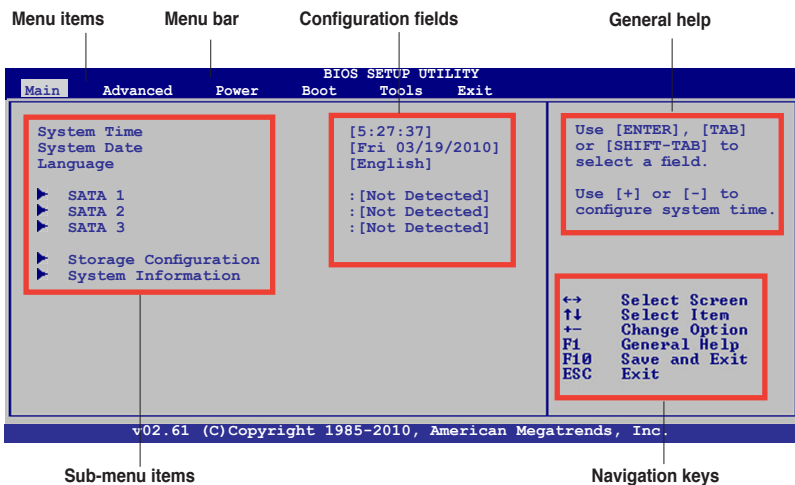 Menu items Menu bar Configuration fields General help
BIOS SETUP UTILITY
Main Advanced Power Boot Tools Exit
System Time [5:27:37]
System Date [Fri 03/19/2010]
Language [English]
SATA 1 :[Not Detected]
SATA 2 :[Not Detected]
SATA 3 :[Not Detected]
Storage Configuration
System Information
Use [ENTER], [TAB]
or [SHIFT-TAB] to
select a field.
Use [+] or [-] to
configure system time.
←→ Select Screen
↑↓ Select Item
+- Change Option
F1 General Help
F10 Save and Exit
ESC Exit
v02.61 (C)Copyright 1985-2010, American Megatrends, Inc.
Sub-menu items Navigation keys